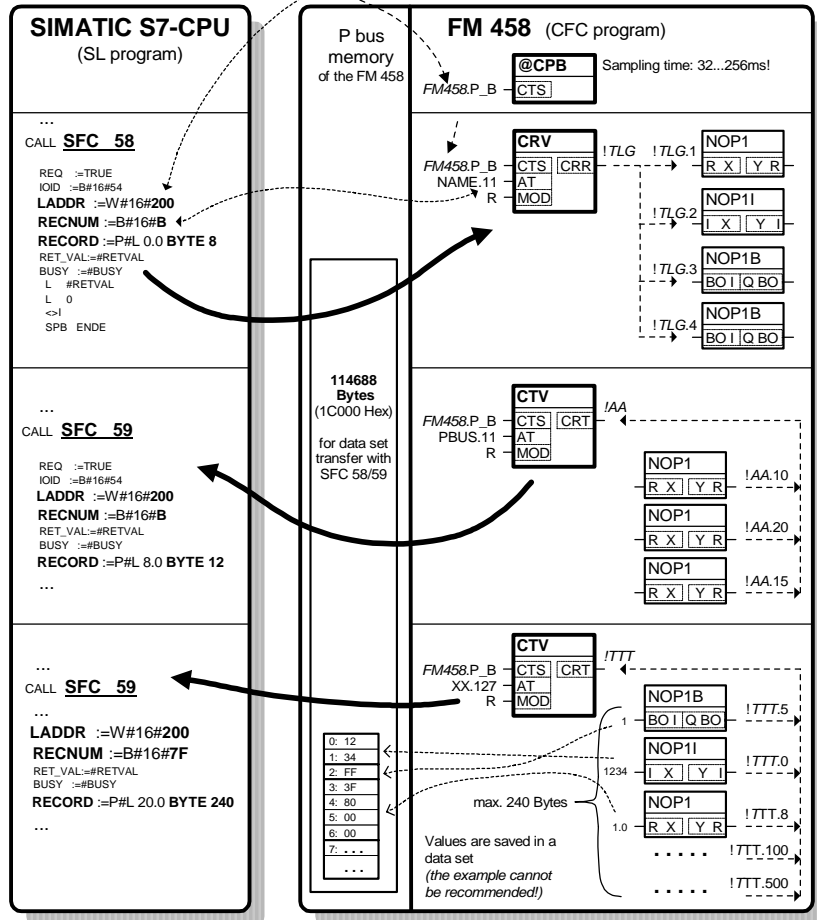 SIMATIC S7-CPU
(SL program)
...
CALL SFC 58
REQ :=TRUE
IOID :=B#16#54
LADDR :=W#16#200
RECNUM :=B#16#B
RECORD :=P#L 0.0 BYTE 8
RET_VAL:=#RETVAL
BUSY :=#BUSY
L #RETVAL
L 0
<>I
SPB ENDE
...
CALL SFC 59
REQ :=TRUE
IOID :=B#16#54
LADDR :=W#16#200
RECNUM :=B#16#B
RET_VAL:=#RETVAL
BUSY :=#BUSY
RECORD :=P#L 8.0 BYTE 12
...
...
CALL SFC 59
...
LADDR :=W#16#200
RECNUM :=B#16#7F
RET_VAL:=#RETVAL
BUSY :=#BUSY
RECORD :=P#L 20.0 BYTE 240
...
P bus
memory
of the FM 458
114688
Bytes
(1C000 Hex)
for data set
transfer with
SFC 58/59
0: 12
1: 34
2: FF
3: 3F
4: 80
5: 00
6: 00
7: ...
...
FM 458 (CFC program)
@CPB
FM458.P_B CTS
Sampling time: 32...256ms!
CRV
FM458.P_B CTS CRR !TLG
NAME.11 AT
R MOD
!TLG.1
NOP1
R X Y R
!TLG.2
NOP1I
I X Y I
!TLG.3
NOP1B
BO I Q BO
!TLG.4
NOP1B
BO I Q BO
CTV
FM458.P_B CTS CRT !AA
PBUS.11 AT
R MOD
NOP1
R X Y R !AA.10
NOP1
R X Y R !AA.20
NOP1
R X Y R !AA.15
CTV
FM458.P_B CTS CRT !TTT
XX.127 AT
R MOD
NOP1B
1 BO I Q BO !TTT.5
NOP1I
1234 I X Y I !TTT.0
NOP1
1.0 R X Y R !TTT.8
..... !TTT.100
..... !TTT.500
max. 240 Bytes
Values are saved in a
data set
(the example cannot
be recommended!)